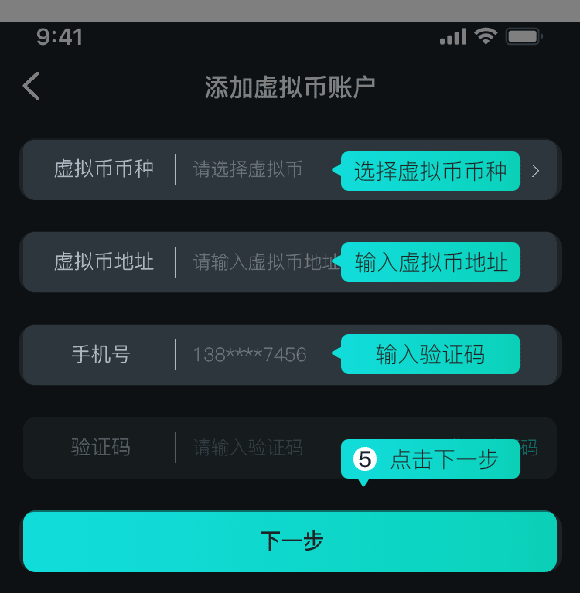 9:41
添加虚拟币账户
虚拟币币种 请选择虚拟币 选择虚拟币币种
虚拟币地址 请输入虚拟币地址 输入虚拟币地址
手机号 138****7456 输入验证码
验证码 请输入验证码 码
5 点击下一步
下一步